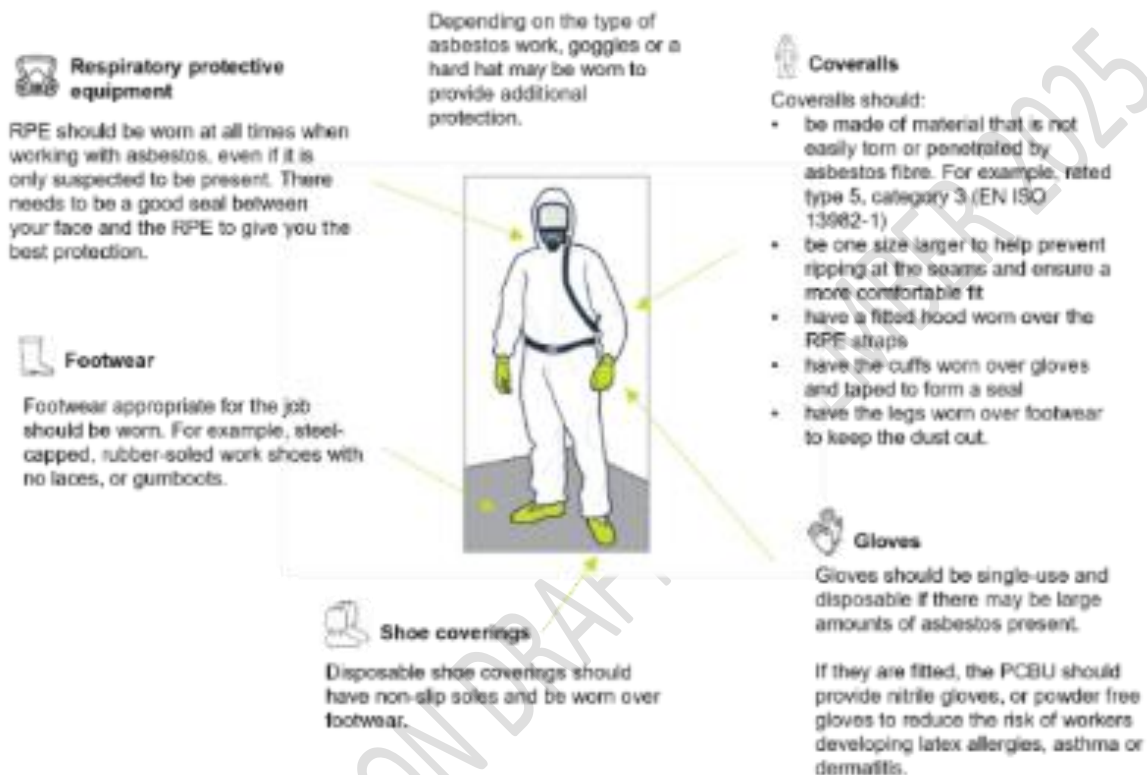 Respiratory protective
equipment
RPE should be worn at all times when
working with asbestos, even if it is
only suspected to be present. There
needs to be a good seal between
your face and the RPE to give you the
best protection.
Footwear
Footwear appropriate for the job
should be worn. For example, steel-
capped, rubber-soled work shoes with
no laces, or gumboots.
Depending on the type of
asbestos work, goggles or a
hard hat may be worn to
provide additional
protection.
Shoe coverings
Disposable shoe coverings should
have non-slip soles and be worn over
footwear.
Coveralls
Coveralls should:
• be made of material that is not
easily torn or penetrated by
asbestos fibre. For example, rated
type 5, category 3 (EN ISO
13982-1)
• be one size larger to help prevent
ripping at the seams and ensure a
more comfortable fit
• have a fitted hood worn over the
RPE straps
• have the cuffs worn over gloves
and taped to form a seal
• have the legs worn over footwear
to keep the dust out.
Gloves
Gloves should be single-use and
disposable if there may be large
amounts of asbestos present.
If they are fitted, the PCBU should
provide nitrile gloves, or powder free
gloves to reduce the risk of workers
developing latex allergies, asthma or
dermatitis.
2025